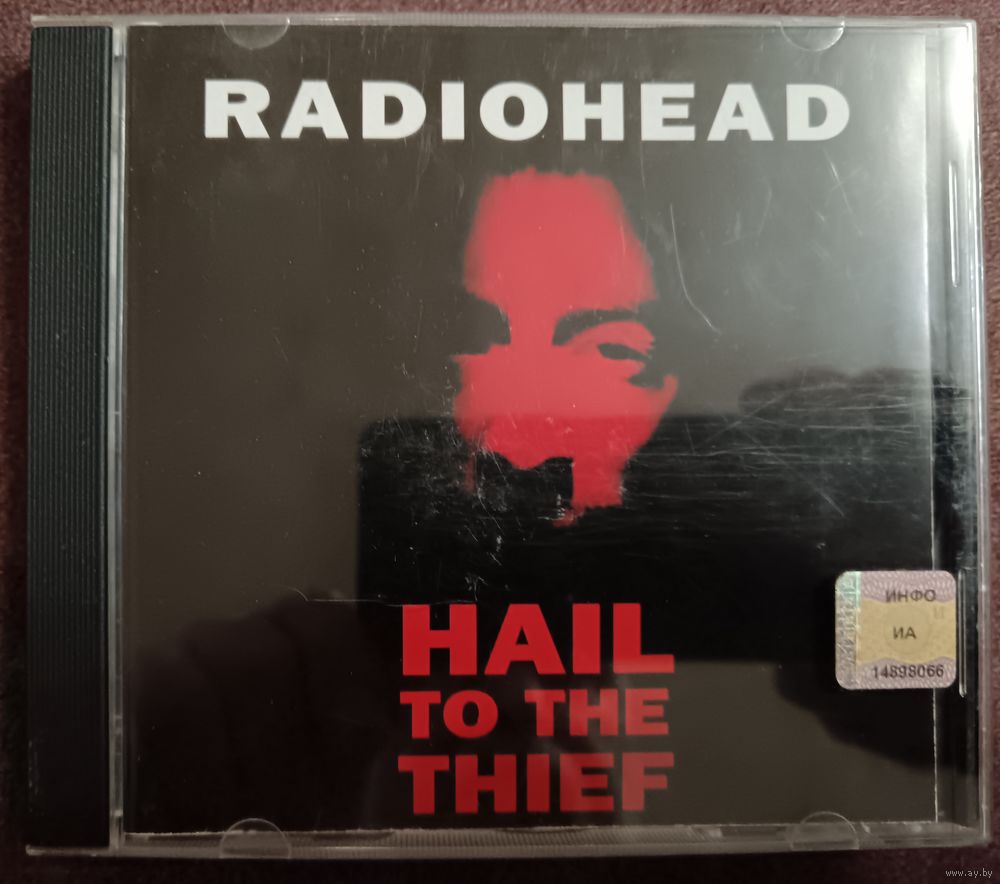 RADIOHEAD
HAIL
TO THE
THIEF
ИНФО
ИА
14898066
www.ay.by